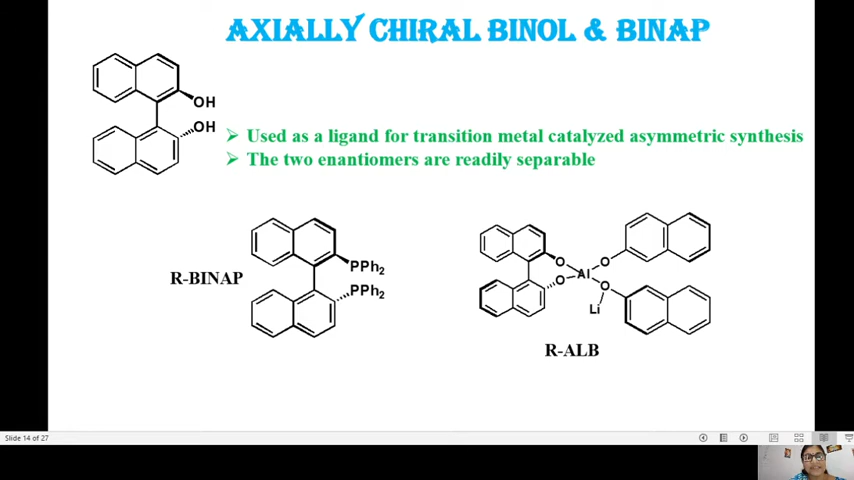 AXIALLY CHIRAL BINOL & BINAP
OH
OH
Used as a ligand for transition metal catalyzed asymmetric synthesis
The two enantiomers are readily separable
R-BINAP
PPh2
PPh2
O
O
Al
O
O
Li
R-ALB
Slide 14 of 27